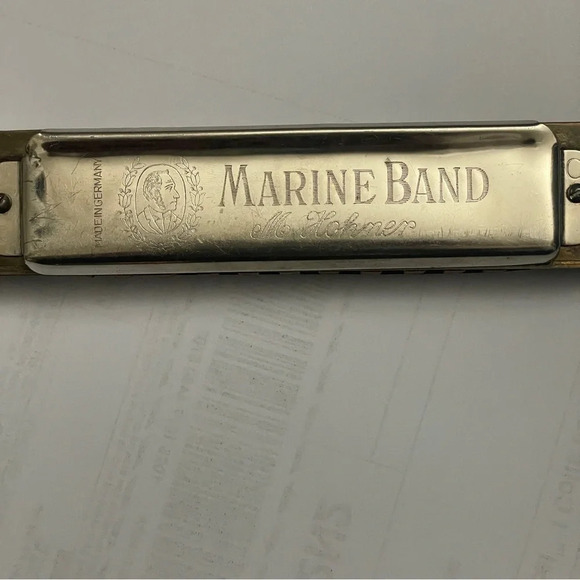 MADE IN GERMANY
MARINE BAND
M. Hohner
C